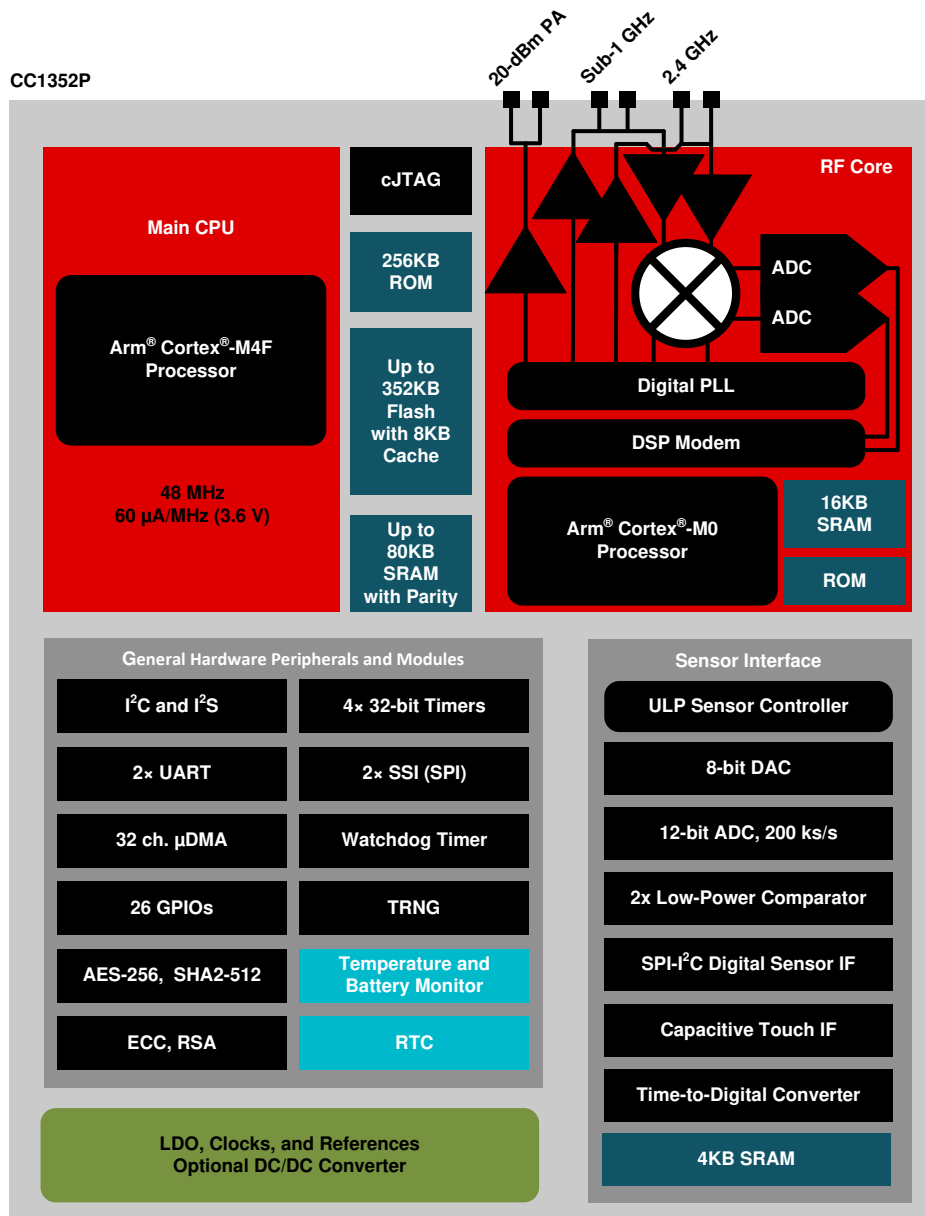 CC1352P
20-dBm PA
Sub-1 GHz
2.4 GHz
Main CPU
Arm® Cortex®-M4F
Processor
48 MHz
60 µA/MHz (3.6 V)
cJTAG
256KB
ROM
Up to
352KB
Flash
with 8KB
Cache
Up to
80KB
SRAM
with Parity
RF Core
ADC
ADC
Digital PLL
DSP Modem
Arm® Cortex®-M0
Processor
16KB
SRAM
ROM
General Hardware Peripherals and Modules
I²C and I²S
4× 32-bit Timers
2× UART
2× SSI (SPI)
32 ch. µDMA
Watchdog Timer
26 GPIOs
TRNG
AES-256, SHA2-512
Temperature and
Battery Monitor
ECC, RSA
RTC
LDO, Clocks, and References
Optional DC/DC Converter
Sensor Interface
ULP Sensor Controller
8-bit DAC
12-bit ADC, 200 ks/s
2x Low-Power Comparator
SPI-I²C Digital Sensor IF
Capacitive Touch IF
Time-to-Digital Converter
4KB SRAM